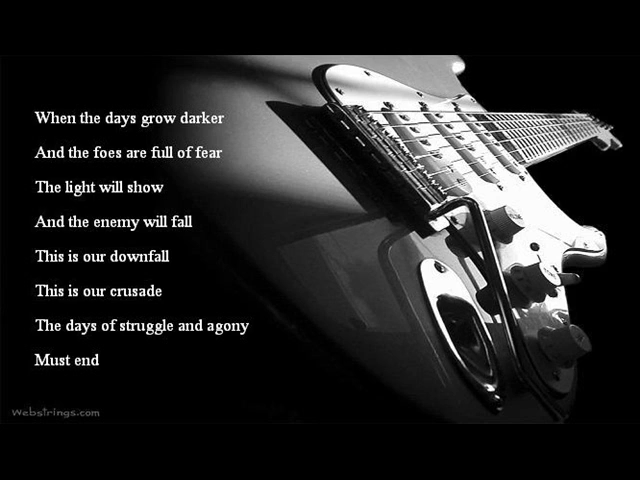 When the days grow darker
And the foes are full of fear
The light will show
And the enemy will fall
This is our downfall
This is our crusade
The days of struggle and agony
Must end
Webstrings.com